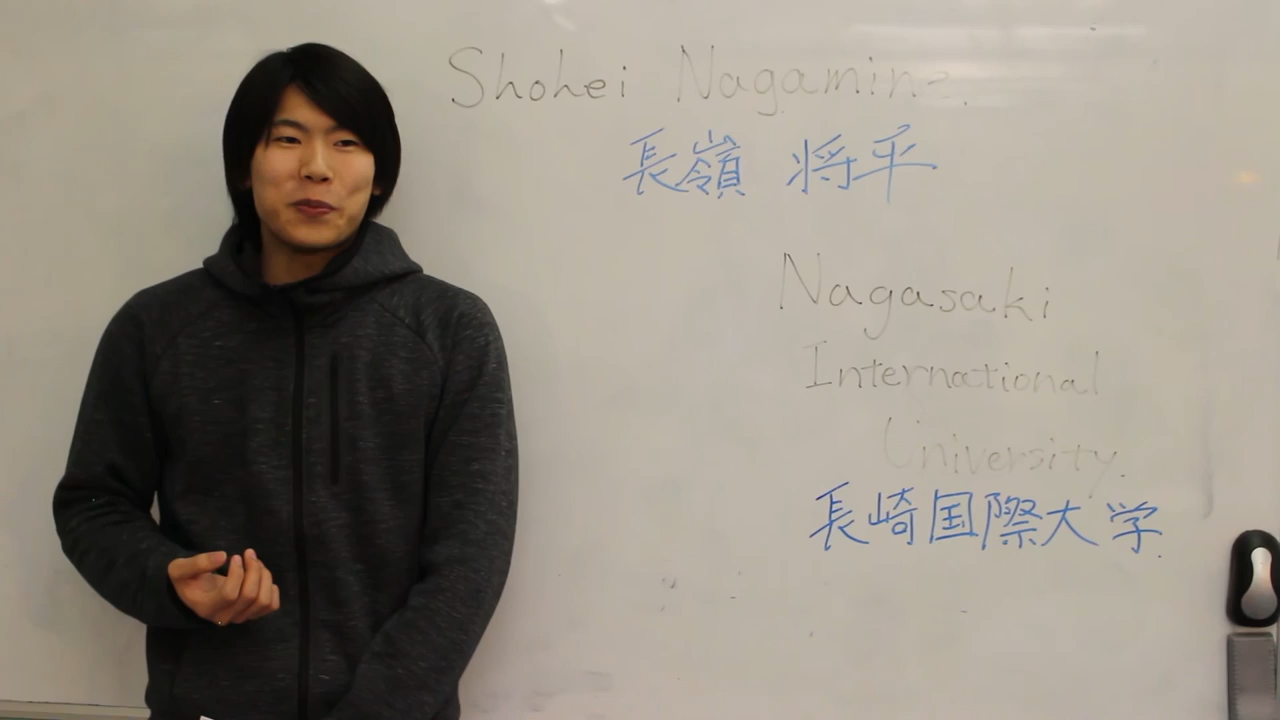 Shohei Nagamine.
長嶺 将平
Nagasaki
International
University.
長崎国際大学